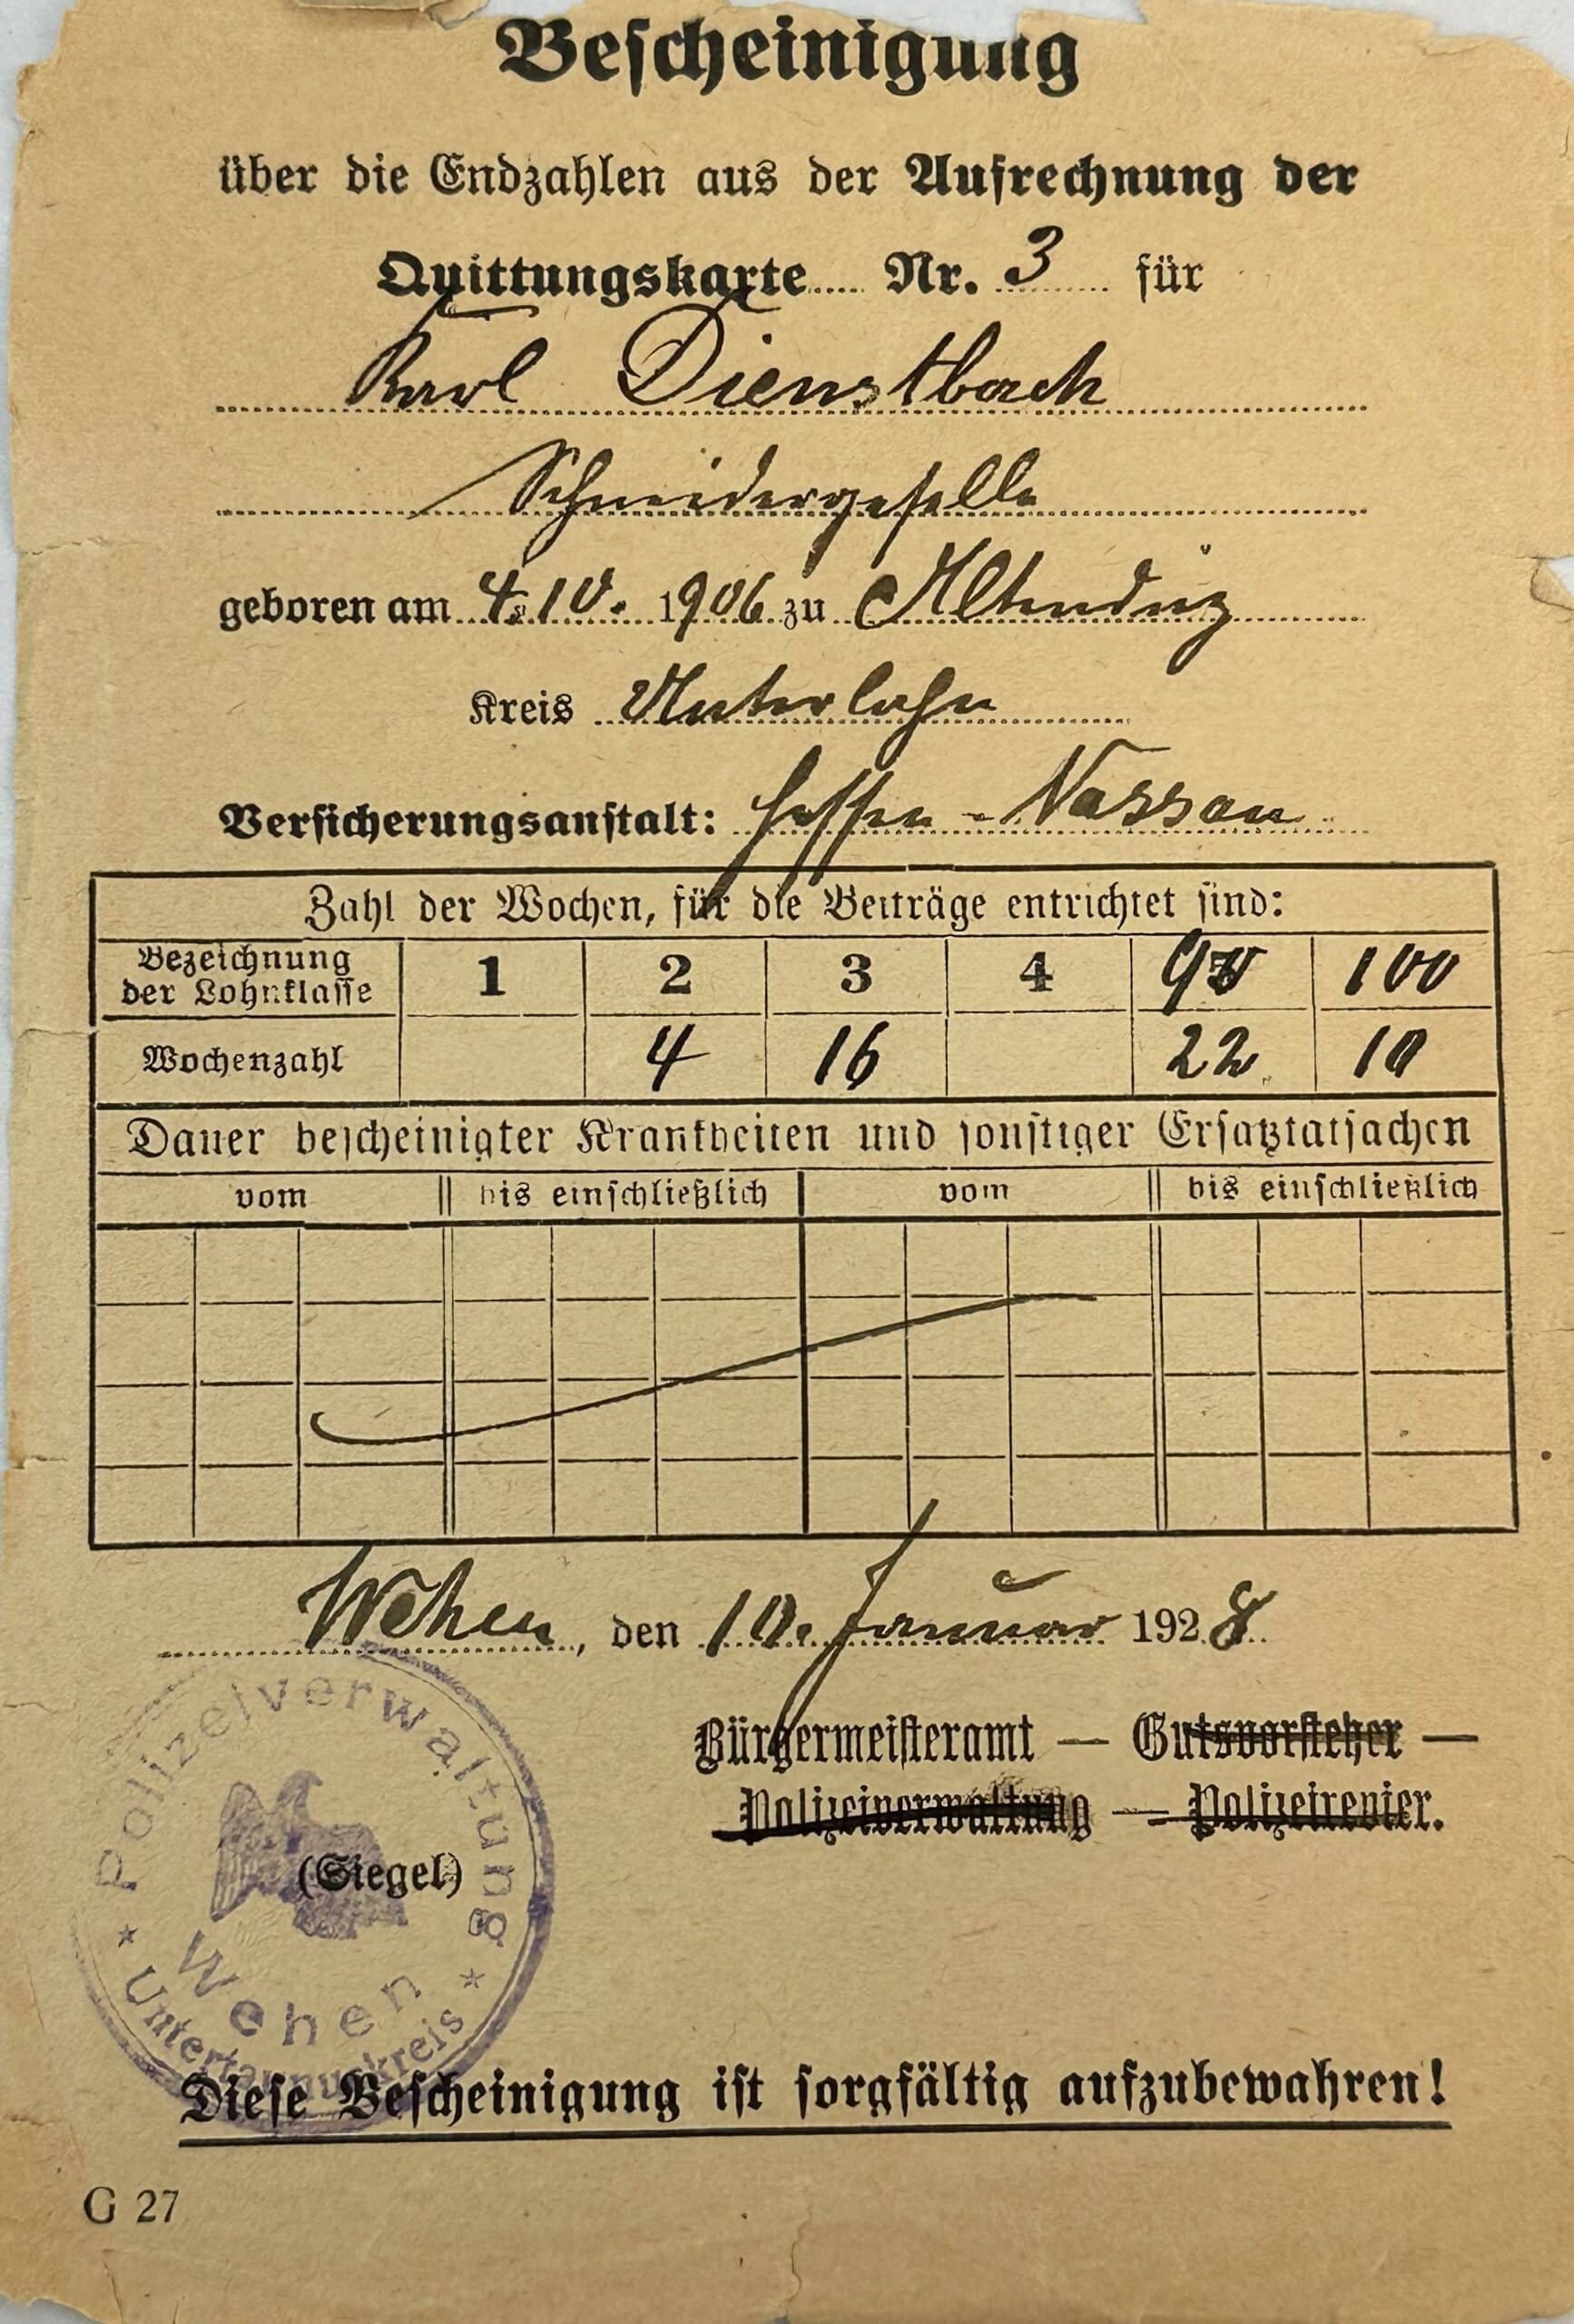 Bescheinigung
über die Endzahlen aus der Aufrechnung der
Quittungskarte Nr. 3 für
Karl Dienstbach
Schneidergeselle
geboren am 4.10. 1906 zu Altendiez
Kreis Unterlahn
Versicherungsanstalt: Hessen-Nassau
Zahl der Wochen, für die Beiträge entrichtet sind:
Bezeichnung der Lohnklasse 1 2 3 4 100
Wochenzahl 4 16 22 10
Dauer bescheinigter Krankheiten und sonstiger Ersatztatsachen
vom bis einschließlich vom bis einschließlich
Wehen, den 10. Januar 1928
Bürgermeisteramt — Gutsvorsteher —
Polizeiverwaltung — Polizeirevier.
Polizeiverwaltung
(Siegel)
Wehen
* Untertaunuskreis *
Diese Bescheinigung ist sorgfältig aufzubewahren!
G 27